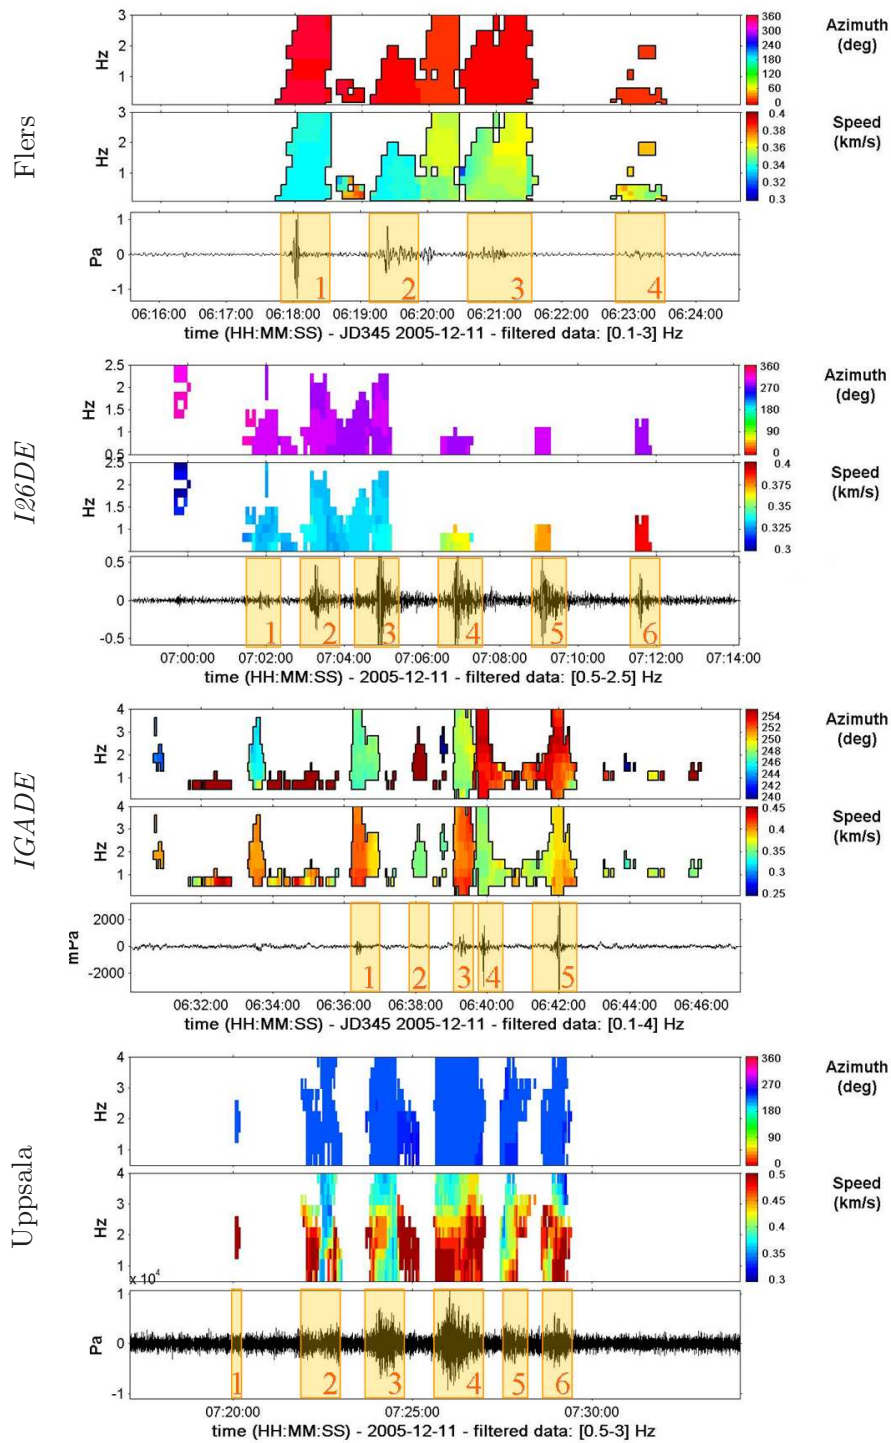 Flers
3
2
1
Hz
360
300
240
180
120
60
0
Azimuth
(deg)
3
2
1
Hz
0.4
0.38
0.36
0.34
0.32
0.3
Speed
(km/s)
1
0
-1
Pa
1 2 3 4
06:16:00 06:17:00 06:18:00 06:19:00 06:20:00 06:21:00 06:22:00 06:23:00 06:24:00
time (HH:MM:SS) - JD345 2005-12-11 - filtered data: [0.1-3] Hz
I26DE
2.5
2
1.5
1
0.5
Hz
360
270
180
90
0
Azimuth
(deg)
2.5
2
1
Hz
0.4
0.375
0.35
0.325
0.3
Speed
(km/s)
0.5
0
-0.5
1 2 3 4 5 6
07:00:00 07:02:00 07:04:00 07:06:00 07:08:00 07:10:00 07:12:00 07:14:00
time (HH:MM:SS) - 2005-12-11 - filtered data: [0.5-2.5] Hz
IGADE
4
3
2
1
Hz
254
252
250
248
246
244
242
240
Azimuth
(deg)
4
3
2
1
Hz
0.45
0.4
0.35
0.3
0.25
Speed
(km/s)
2000
0
-2000
mPa
1 2 3 4 5
06:32:00 06:34:00 06:36:00 06:38:00 06:40:00 06:42:00 06:44:00 06:46:00
time (HH:MM:SS) - JD345 2005-12-11 - filtered data: [0.1-4] Hz
Uppsala
4
3
2
1
Hz
360
270
180
90
0
Azimuth
(deg)
4
3
2
1
Hz
0.5
0.45
0.4
0.35
0.3
Speed
(km/s)
x 10⁴
1
0
-1
Pa
1 2 3 4 5 6
07:20:00 07:25:00 07:30:00
time (HH:MM:SS) - 2005-12-11 - filtered data: [0.5-3] Hz